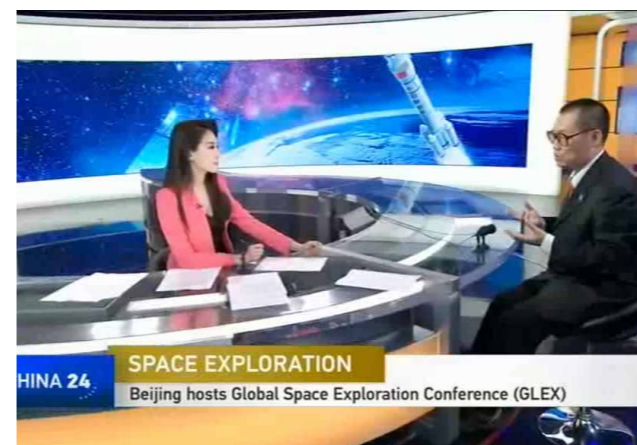 HINA 24
SPACE EXPLORATION
Beijing hosts Global Space Exploration Conference (GLEX)